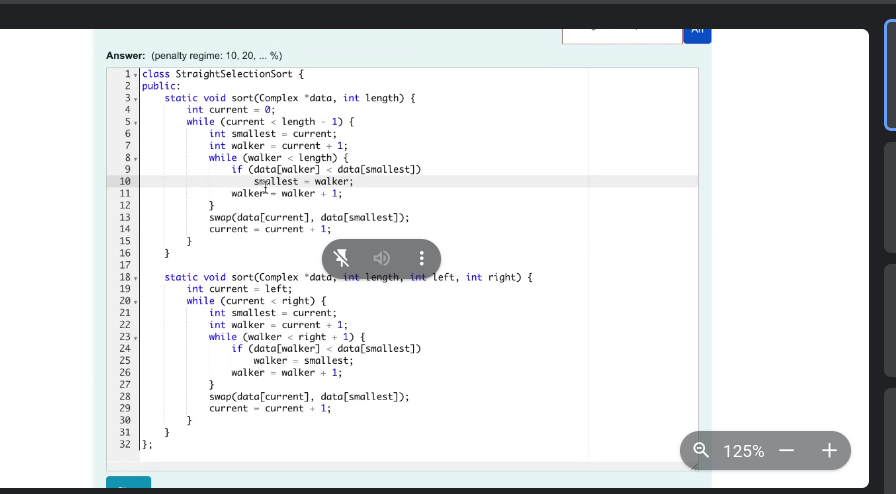 Answer: (penalty regime: 10, 20, ... %)
1 class StraightSelectionSort {
2 public:
3 static void sort(Complex *data, int length) {
4 int current = 0;
5 while (current < length - 1) {
6 int smallest = current;
7 int walker = current + 1;
8 while (walker < length) {
9 if (data[walker] < data[smallest])
10 smallest = walker;
11 walker = walker + 1;
12 }
13 swap(data[current], data[smallest]);
14 current = current + 1;
15 }
16 }
17
18 static void sort(Complex *data, int length, int left, int right) {
19 int current = left;
20 while (current < right) {
21 int smallest = current;
22 int walker = current + 1;
23 while (walker < right + 1) {
24 if (data[walker] < data[smallest])
25 walker = smallest;
26 walker = walker + 1;
27 }
28 swap(data[current], data[smallest]);
29 current = current + 1;
30 }
31 }
32 };
125%